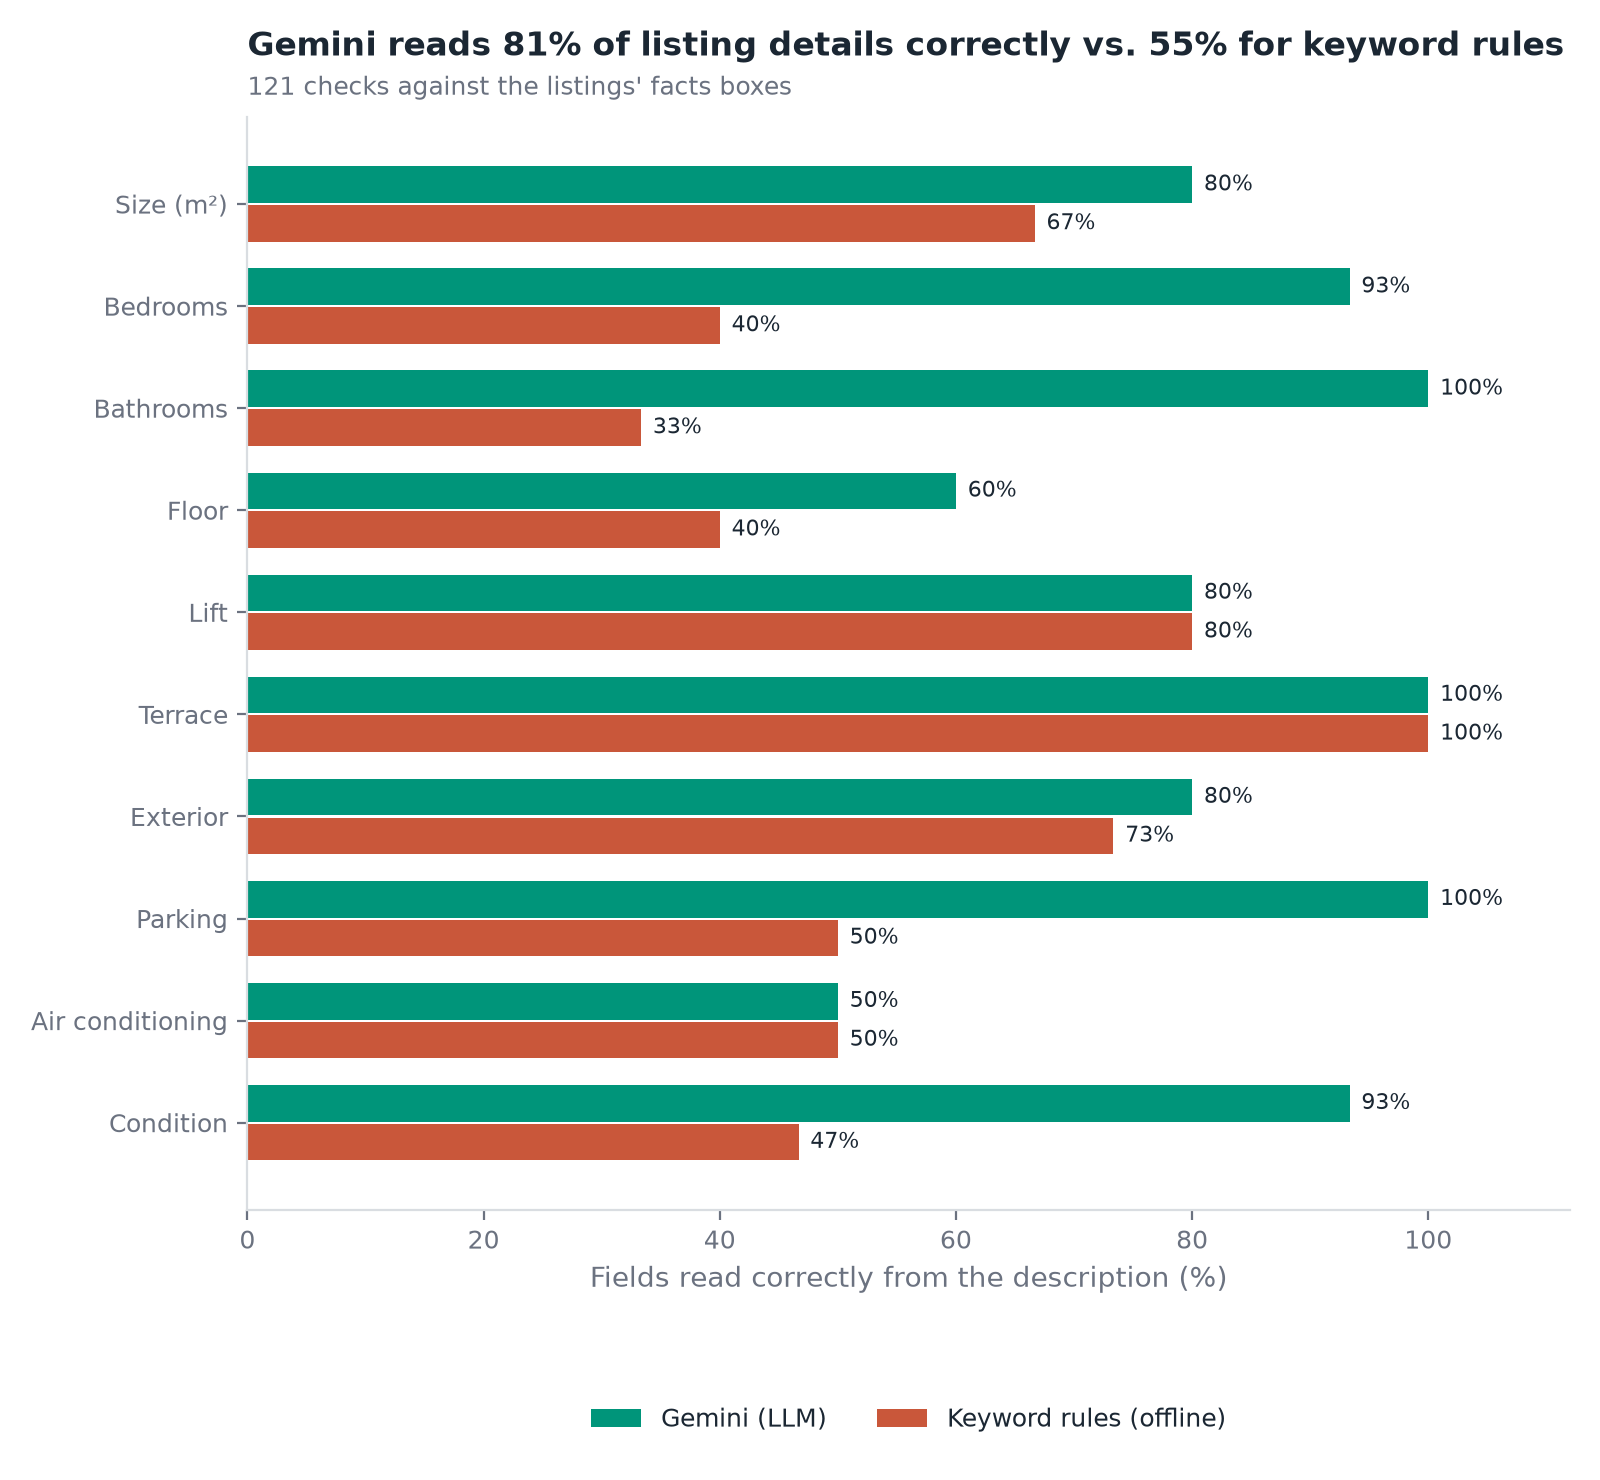 Gemini reads 81% of listing details correctly vs. 55% for keyword rules
121 checks against the listings' facts boxes
Size (m²)
80%
67%
Bedrooms
93%
40%
Bathrooms
100%
33%
Floor
60%
40%
Lift
80%
80%
Terrace
100%
100%
Exterior
80%
73%
Parking
100%
50%
Air conditioning
50%
50%
Condition
93%
47%
0 20 40 60 80 100
Fields read correctly from the description (%)
Gemini (LLM) Keyword rules (offline)